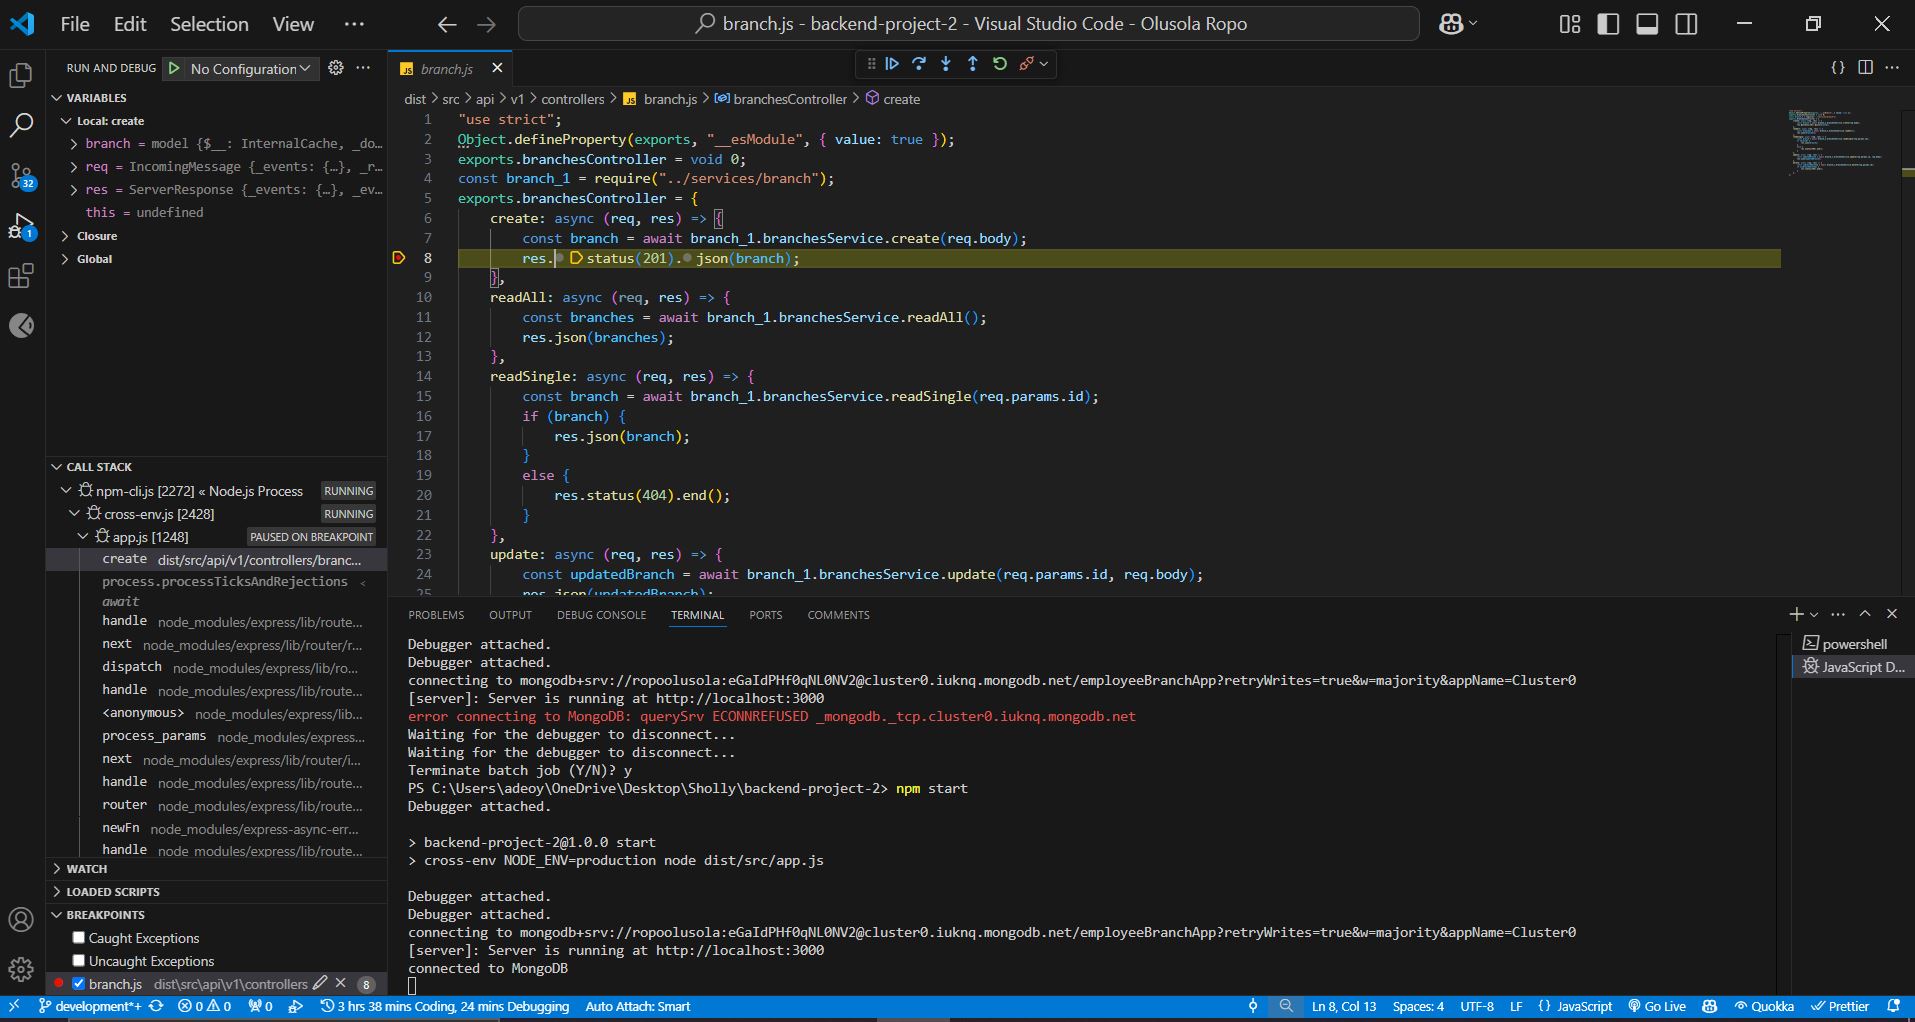 File Edit Selection View ···
branch.js - backend-project-2 - Visual Studio Code - Olusola Ropo
RUN AND DEBUG No Configuration
VARIABLES
Local: create
branch = model {$__: InternalCache, _do…
req = IncomingMessage {_events: {…}, _r…
res = ServerResponse {_events: {…}, _ev…
this = undefined
Closure
Global
32
1
CALL STACK
npm-cli.js [2272] « Node.js Process RUNNING
cross-env.js [2428] RUNNING
app.js [1248] PAUSED ON BREAKPOINT
create dist/src/api/v1/controllers/branc...
process.processTicksAndRejections <
await
handle node_modules/express/lib/route...
next node_modules/express/lib/router/r...
dispatch node_modules/express/lib/ro...
handle node_modules/express/lib/route...
<anonymous> node_modules/express/lib...
process_params node_modules/express...
next node_modules/express/lib/router/i...
handle node_modules/express/lib/route...
router node_modules/express/lib/route...
newFn node_modules/express-async-err...
handle node_modules/express/lib/route...
WATCH
LOADED SCRIPTS
BREAKPOINTS
Caught Exceptions
Uncaught Exceptions
branch.js dist\src\api\v1\controllers 8
JS branch.js
dist > src > api > v1 > controllers > JS branch.js > branchesController > create
1 "use strict";
2 Object.defineProperty(exports, "__esModule", { value: true });
3 exports.branchesController = void 0;
4 const branch_1 = require("../services/branch");
5 exports.branchesController = {
6 create: async (req, res) => {
7 const branch = await branch_1.branchesService.create(req.body);
8 res.status(201).json(branch);
9 },
10 readAll: async (req, res) => {
11 const branches = await branch_1.branchesService.readAll();
12 res.json(branches);
13 },
14 readSingle: async (req, res) => {
15 const branch = await branch_1.branchesService.readSingle(req.params.id);
16 if (branch) {
17 res.json(branch);
18 }
19 else {
20 res.status(404).end();
21 }
22 },
23 update: async (req, res) => {
24 const updatedBranch = await branch_1.branchesService.update(req.params.id, req.body);
25 res.json(updatedBranch);
PROBLEMS OUTPUT DEBUG CONSOLE TERMINAL PORTS COMMENTS
Debugger attached.
Debugger attached.
connecting to mongodb+srv://ropoolusola:eGaIdPHf0qNL0NV2@cluster0.iuknq.mongodb.net/employeeBranchApp?retryWrites=true&w=majority&appName=Cluster0
[server]: Server is running at http://localhost:3000
error connecting to MongoDB: querySrv ECONNREFUSED _mongodb._tcp.cluster0.iuknq.mongodb.net
Waiting for the debugger to disconnect...
Waiting for the debugger to disconnect...
Terminate batch job (Y/N)? y
PS C:\Users\adeoy\OneDrive\Desktop\Sholly\backend-project-2> npm start
Debugger attached.
> backend-project-2@1.0.0 start
> cross-env NODE_ENV=production node dist/src/app.js
Debugger attached.
Debugger attached.
connecting to mongodb+srv://ropoolusola:eGaIdPHf0qNL0NV2@cluster0.iuknq.mongodb.net/employeeBranchApp?retryWrites=true&w=majority&appName=Cluster0
[server]: Server is running at http://localhost:3000
connected to MongoDB
powershell
JavaScript D...
development*+ 0 0 0 3 hrs 38 mins Coding, 24 mins Debugging Auto Attach: Smart Ln 8, Col 13 Spaces: 4 UTF-8 LF {} JavaScript Go Live Quokka Prettier